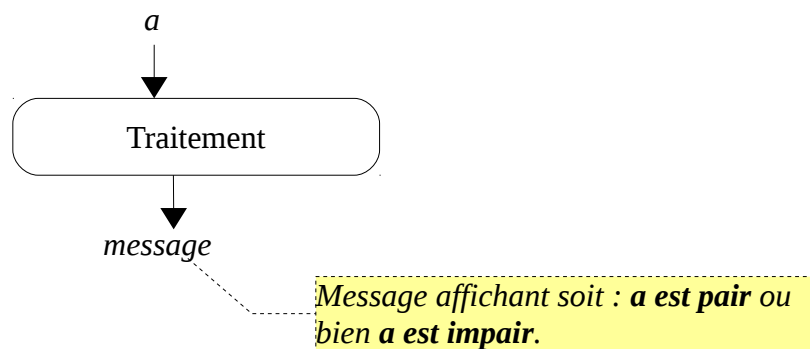 a
Traitement
message
Message affichant soit : a est pair ou
bien a est impair.